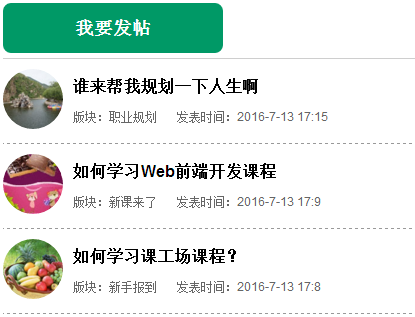 我要发帖
谁来帮我规划一下人生啊
版块：职业规划 发表时间：2016-7-13 17:15
如何学习Web前端开发课程
版块：新课来了 发表时间：2016-7-13 17:9
如何学习课工场课程？
版块：新手报到 发表时间：2016-7-13 17:8